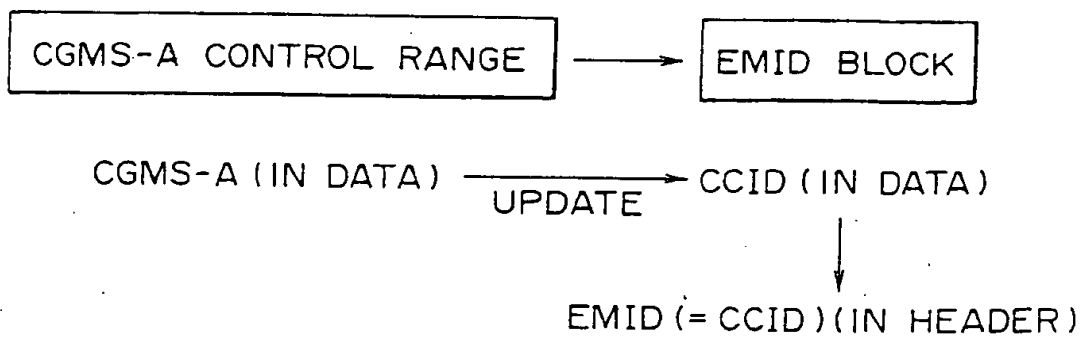 CGMS-A CONTROL RANGE → EMID BLOCK
CGMS-A (IN DATA) → CCID (IN DATA)
UPDATE
EMID (= CCID) (IN HEADER)